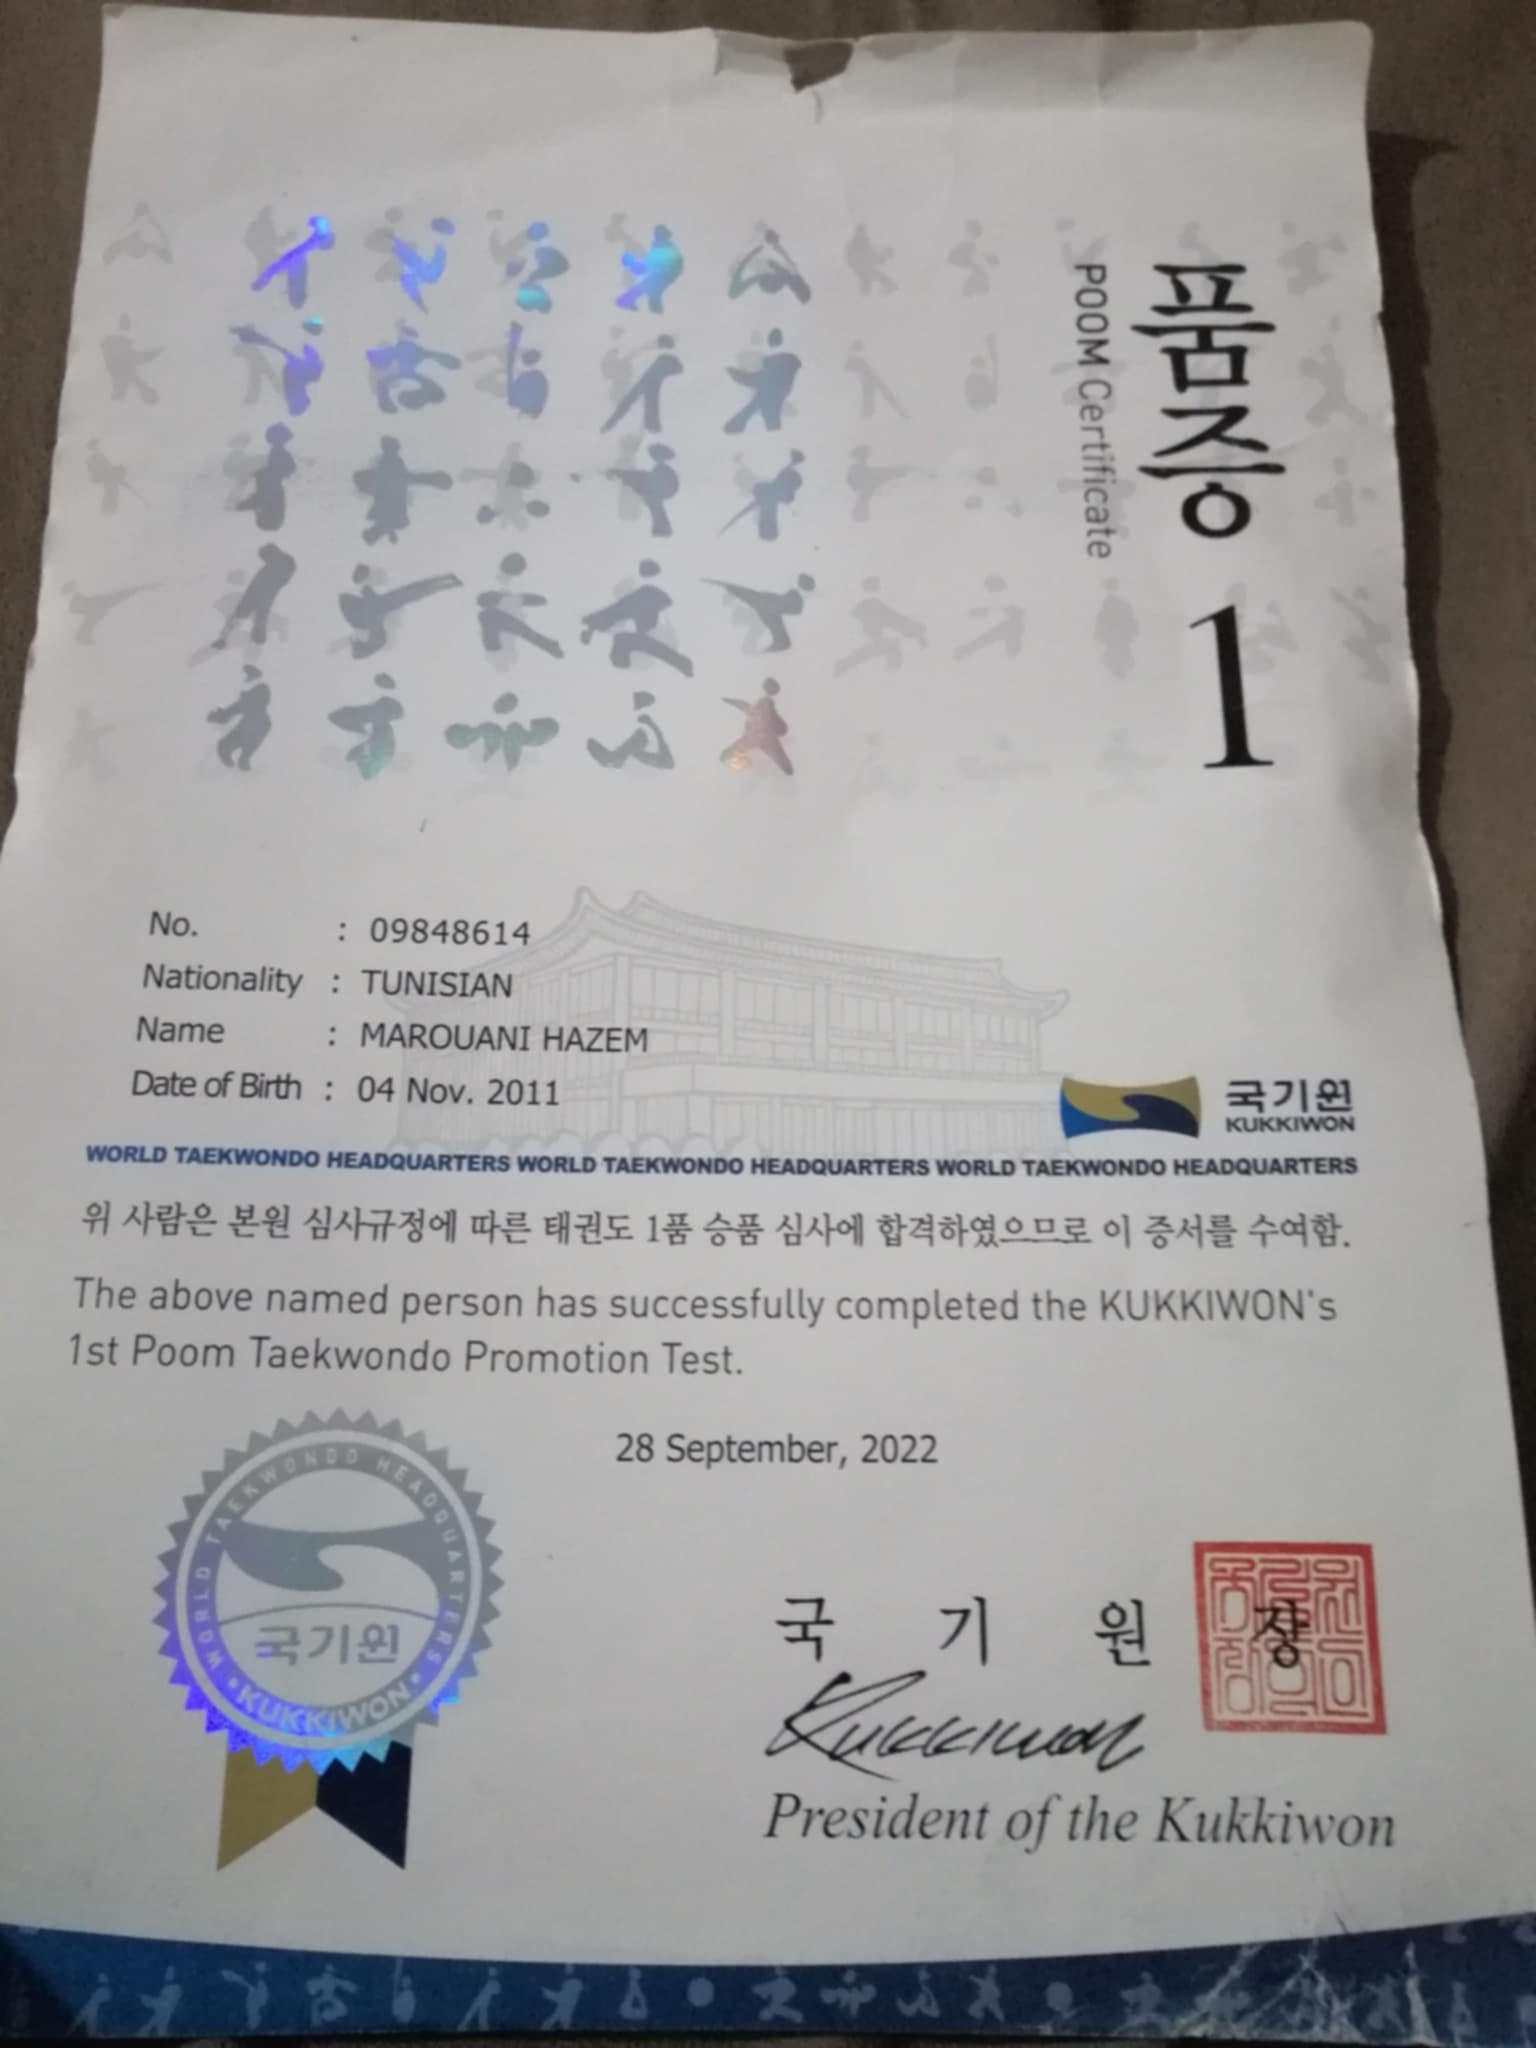 품증 1
POOM Certificate
No. : 09848614
Nationality : TUNISIAN
Name : MAROUANI HAZEM
Date of Birth : 04 Nov. 2011
국기원
KUKKIWON
WORLD TAEKWONDO HEADQUARTERS WORLD TAEKWONDO HEADQUARTERS WORLD TAEKWONDO HEADQUARTERS
위 사람은 본원 심사규정에 따른 태권도 1품 승품 심사에 합격하였으므로 이 증서를 수여함.
The above named person has successfully completed the KUKKIWON's
1st Poom Taekwondo Promotion Test.
28 September, 2022
WORLD TAEKWONDO HEADQUARTERS
국기원
• KUKKIWON •
국 기 원 장
Kukkiwon
President of the Kukkiwon